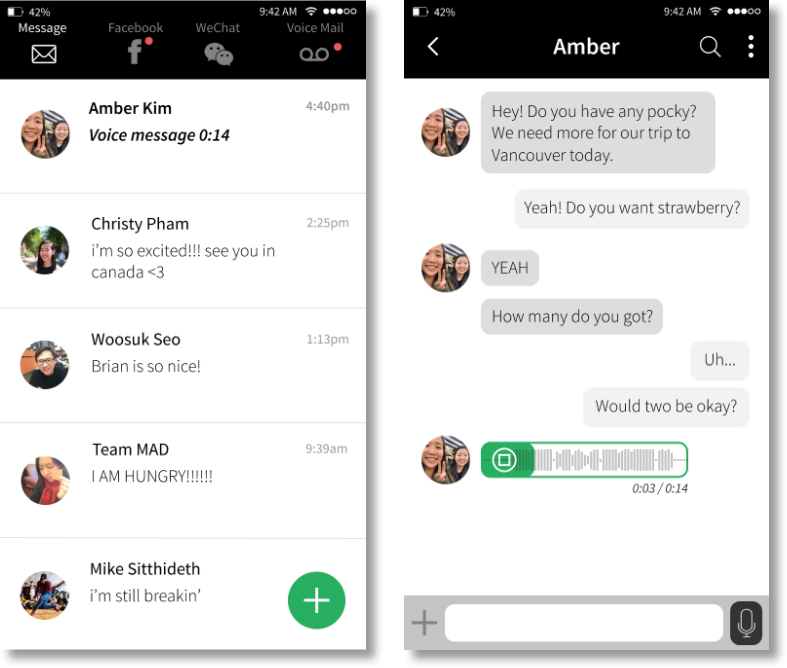 42%
9:42 AM
Message
Facebook
WeChat
Voice Mail
Amber Kim
4:40pm
Voice message 0:14
Christy Pham
2:25pm
i’m so excited!!! see you in
canada <3
Woosuk Seo
1:13pm
Brian is so nice!
Team MAD
9:39am
I AM HUNGRY!!!!!!
Mike Sitthideth
i’m still breakin’
42%
9:42 AM
Amber
Hey! Do you have any pocky?
We need more for our trip to
Vancouver today.
Yeah! Do you want strawberry?
YEAH
How many do you got?
Uh...
Would two be okay?
0:03 / 0:14